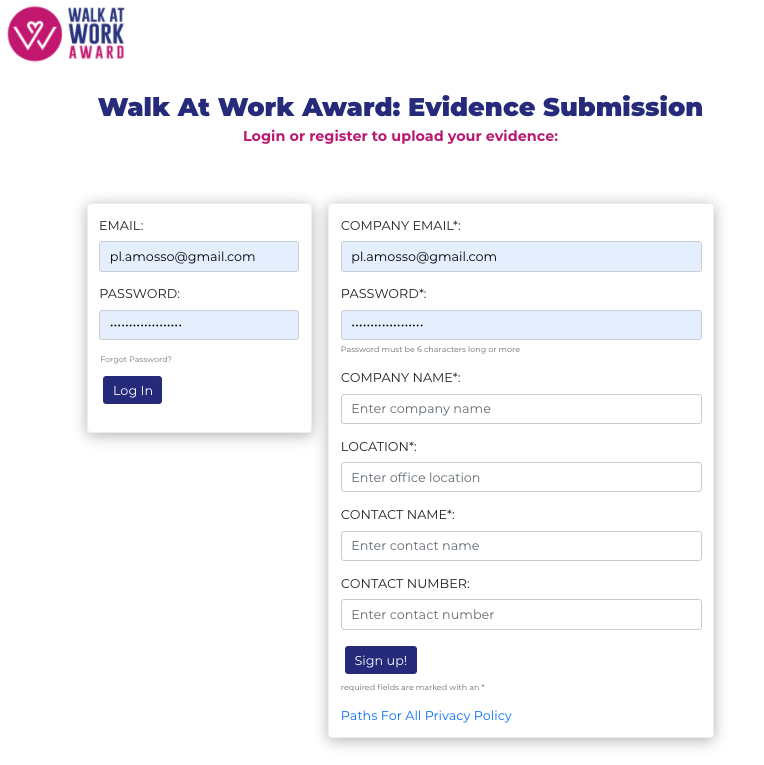 WALK AT
WORK
AWARD
Walk At Work Award: Evidence Submission
Login or register to upload your evidence:
EMAIL:
pl.amosso@gmail.com
PASSWORD:
•••••••••••••••••••
Forgot Password?
Log In
COMPANY EMAIL*:
pl.amosso@gmail.com
PASSWORD*:
•••••••••••••••••••
Password must be 6 characters long or more
COMPANY NAME*:
Enter company name
LOCATION*:
Enter office location
CONTACT NAME*:
Enter contact name
CONTACT NUMBER:
Enter contact number
Sign up!
required fields are marked with an *
Paths For All Privacy Policy